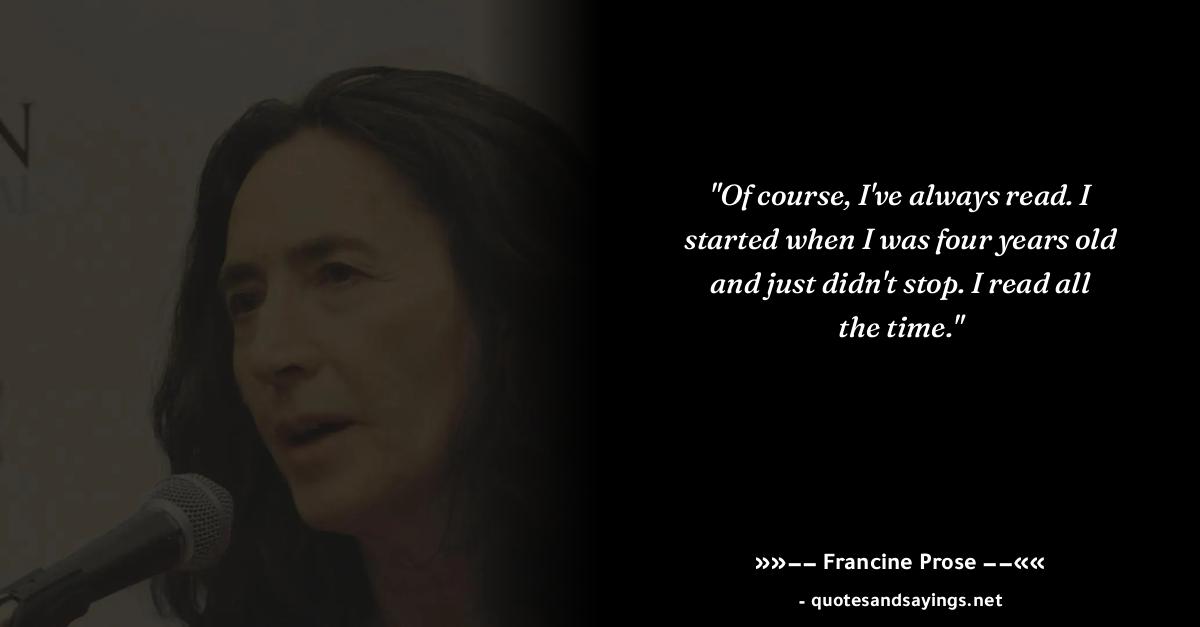 N
AL
"Of course, I've always read. I
started when I was four years old
and just didn't stop. I read all
the time."
»»−− Francine Prose −−««
- quotesandsayings.net